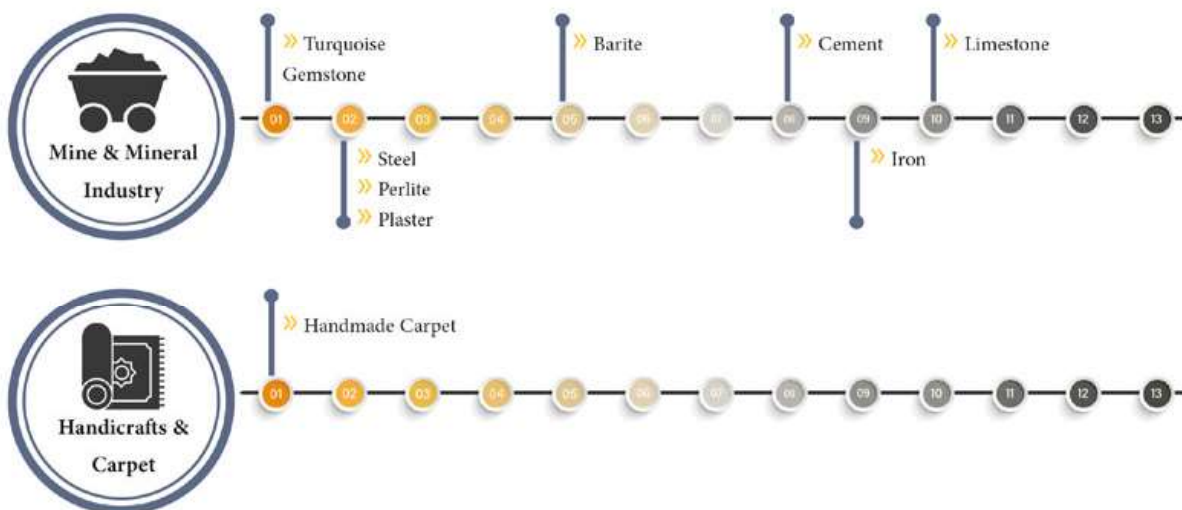 » Turquoise
Gemstone
» Barite
» Cement
» Limestone
01 02 03 04 05 06 07 08 09 10 11 12 13
Mine & Mineral
Industry
» Steel
» Perlite
» Plaster
» Iron
» Handmade Carpet
01 02 03 04 05 06 07 08 09 10 11 12 13
Handicrafts &
Carpet